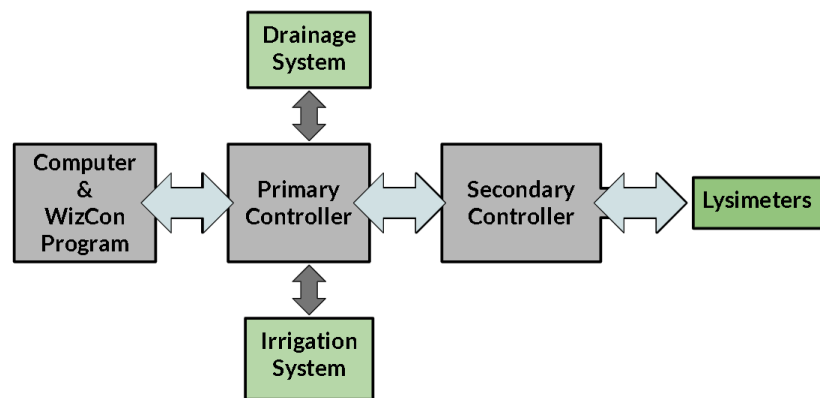 Drainage
System
Computer
&
WizCon
Program
Primary
Controller
Secondary
Controller
Lysimeters
Irrigation
System